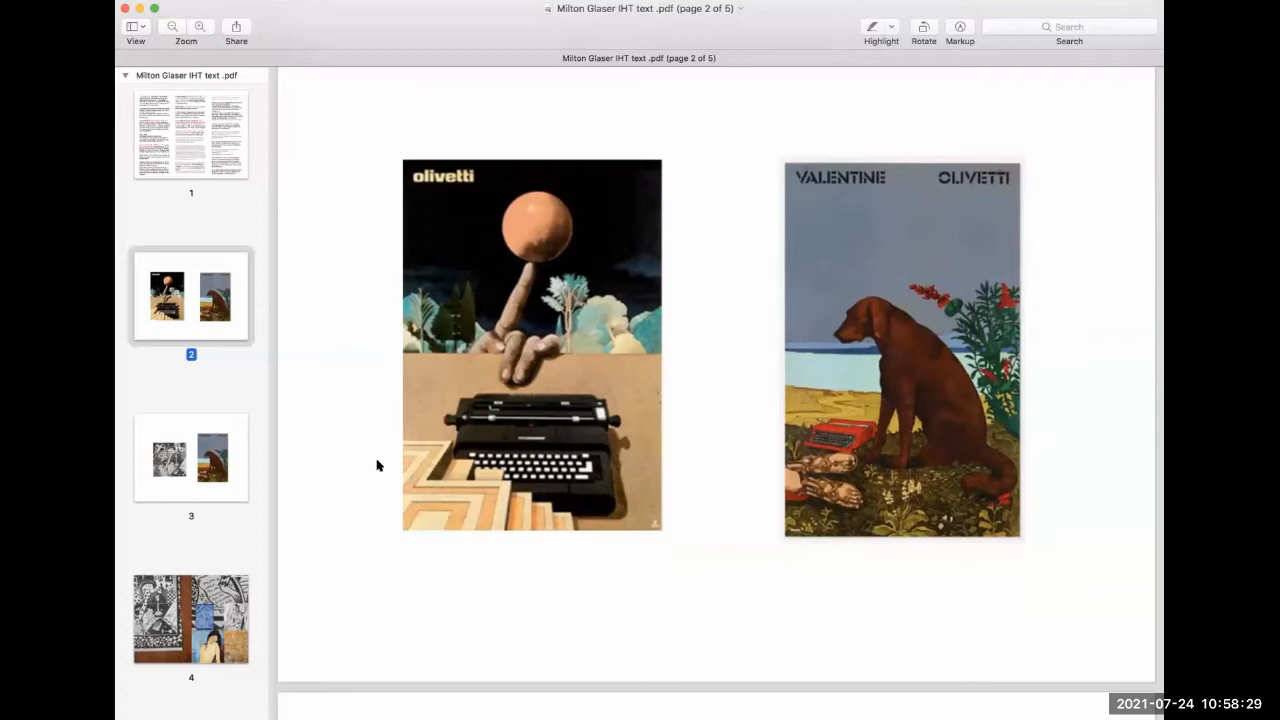 Milton Glaser IHT text .pdf (page 2 of 5)
View
Zoom
Share
Highlight
Rotate
Markup
Search
Search
Milton Glaser IHT text .pdf (page 2 of 5)
Milton Glaser IHT text .pdf
1
2
3
4
olivetti
VALENTINE OLIVETTI
2021-07-24 10:58:29